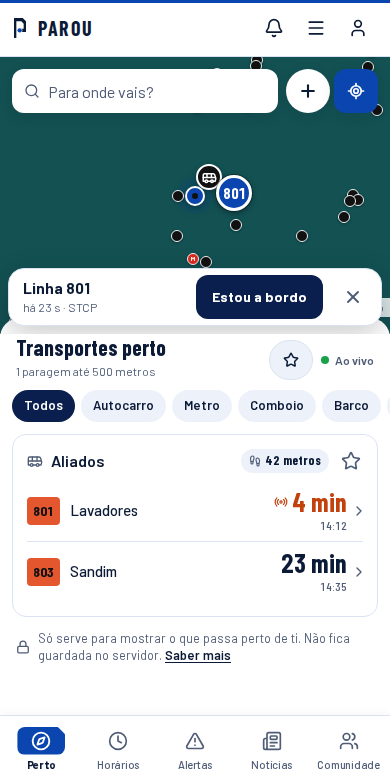 PAROU
Para onde vais?
801
M
Linha 801
há 23 s · STCP
Estou a bordo
Transportes perto
1 paragem até 500 metros
Ao vivo
Todos
Autocarro
Metro
Comboio
Barco
Aliados
42 metros
801
Lavadores
4 min
14:12
803
Sandim
23 min
14:35
Só serve para mostrar o que passa perto de ti. Não fica
guardada no servidor. Saber mais
Perto
Horários
Alertas
Notícias
Comunidade